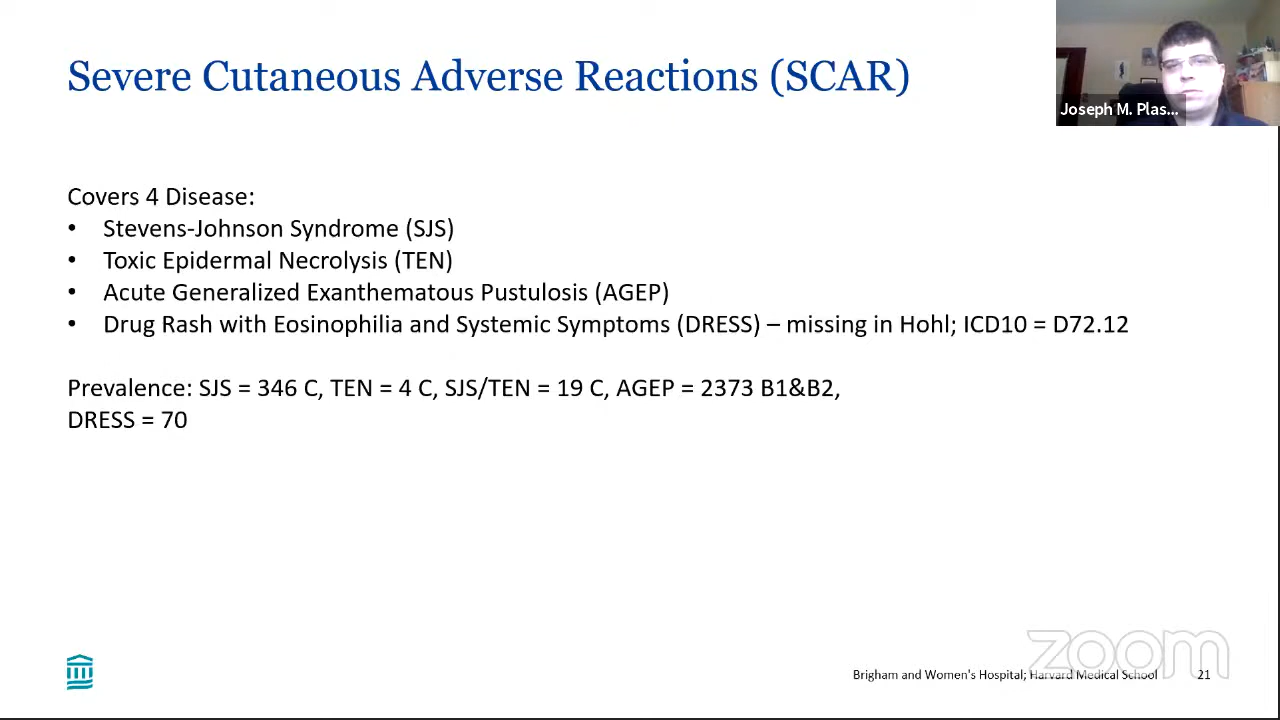 Severe Cutaneous Adverse Reactions (SCAR)
Joseph M. Plas...
Covers 4 Disease:
• Stevens-Johnson Syndrome (SJS)
• Toxic Epidermal Necrolysis (TEN)
• Acute Generalized Exanthematous Pustulosis (AGEP)
• Drug Rash with Eosinophilia and Systemic Symptoms (DRESS) – missing in Hohl; ICD10 = D72.12
Prevalence: SJS = 346 C, TEN = 4 C, SJS/TEN = 19 C, AGEP = 2373 B1&B2,
DRESS = 70
zoom
Brigham and Women's Hospital; Harvard Medical School 21